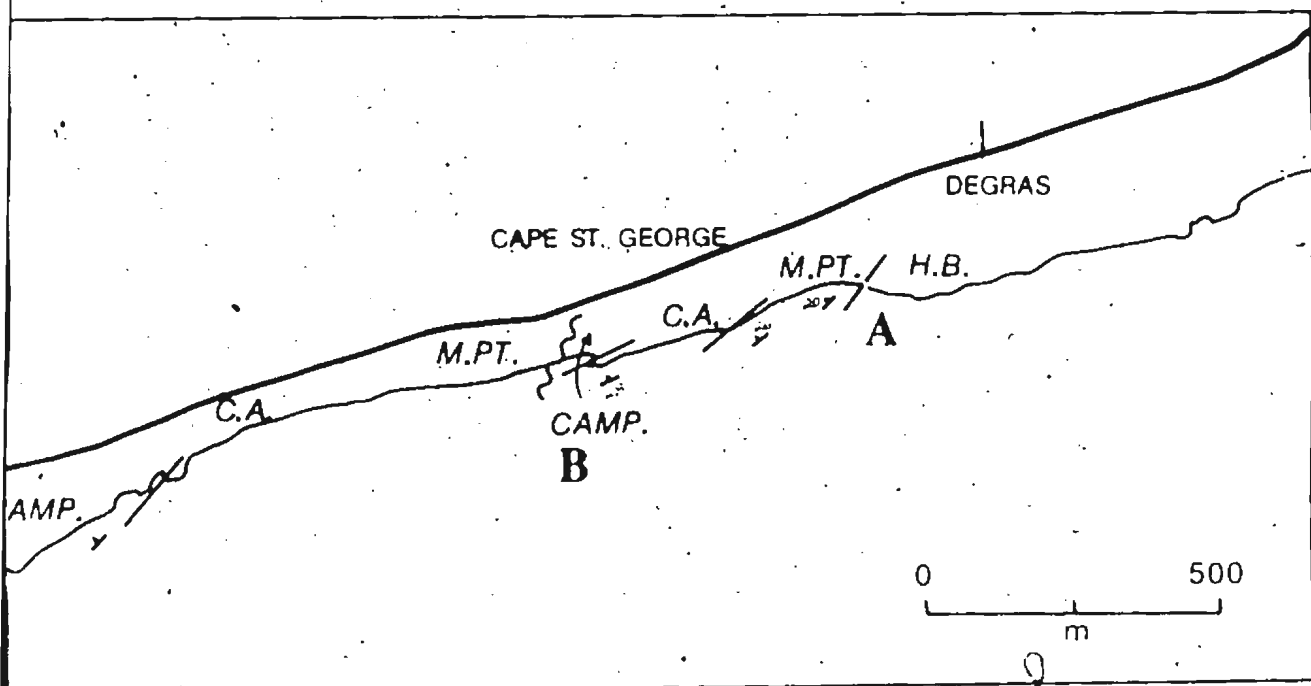 DEGRAS
CAPE ST. GEORGE
M.PT. / H.B.
C.A.
A
M.PT.
CAMP.
B
C.A.
AMP.
0 500
m